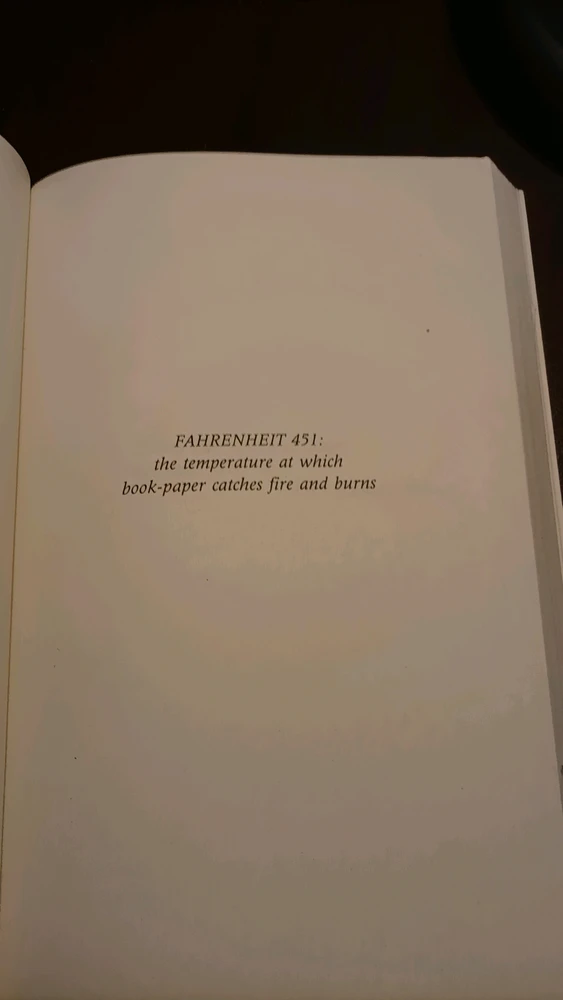 FAHRENHEIT 451:
the temperature at which
book-paper catches fire and burns